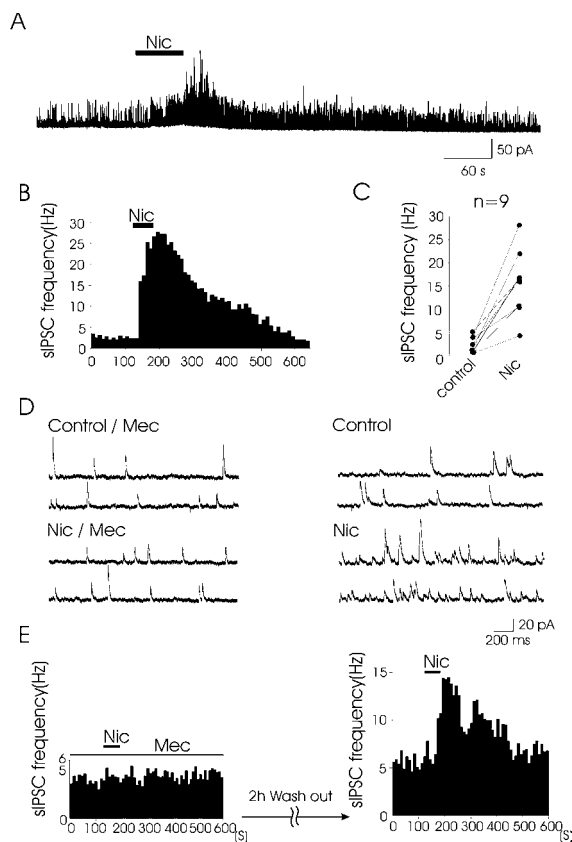 A
Nic
50 pA
60 s
B
Nic
sIPSC frequency(Hz)
30
25
20
15
10
5
0
0 100 200 300 400 500 600
C
n=9
sIPSC frequency (Hz)
30
25
20
15
10
5
0
control
Nic
D
Control / Mec
Control
Nic / Mec
Nic
20 pA
200 ms
E
sIPSC frequency(Hz)
Nic
Mec
6
5
0
0 100 200 300 400 500 600
[S]
2h Wash out
sIPSC frequency(Hz)
Nic
15
10
5
0
0 100 200 300 400 500 600
[S]